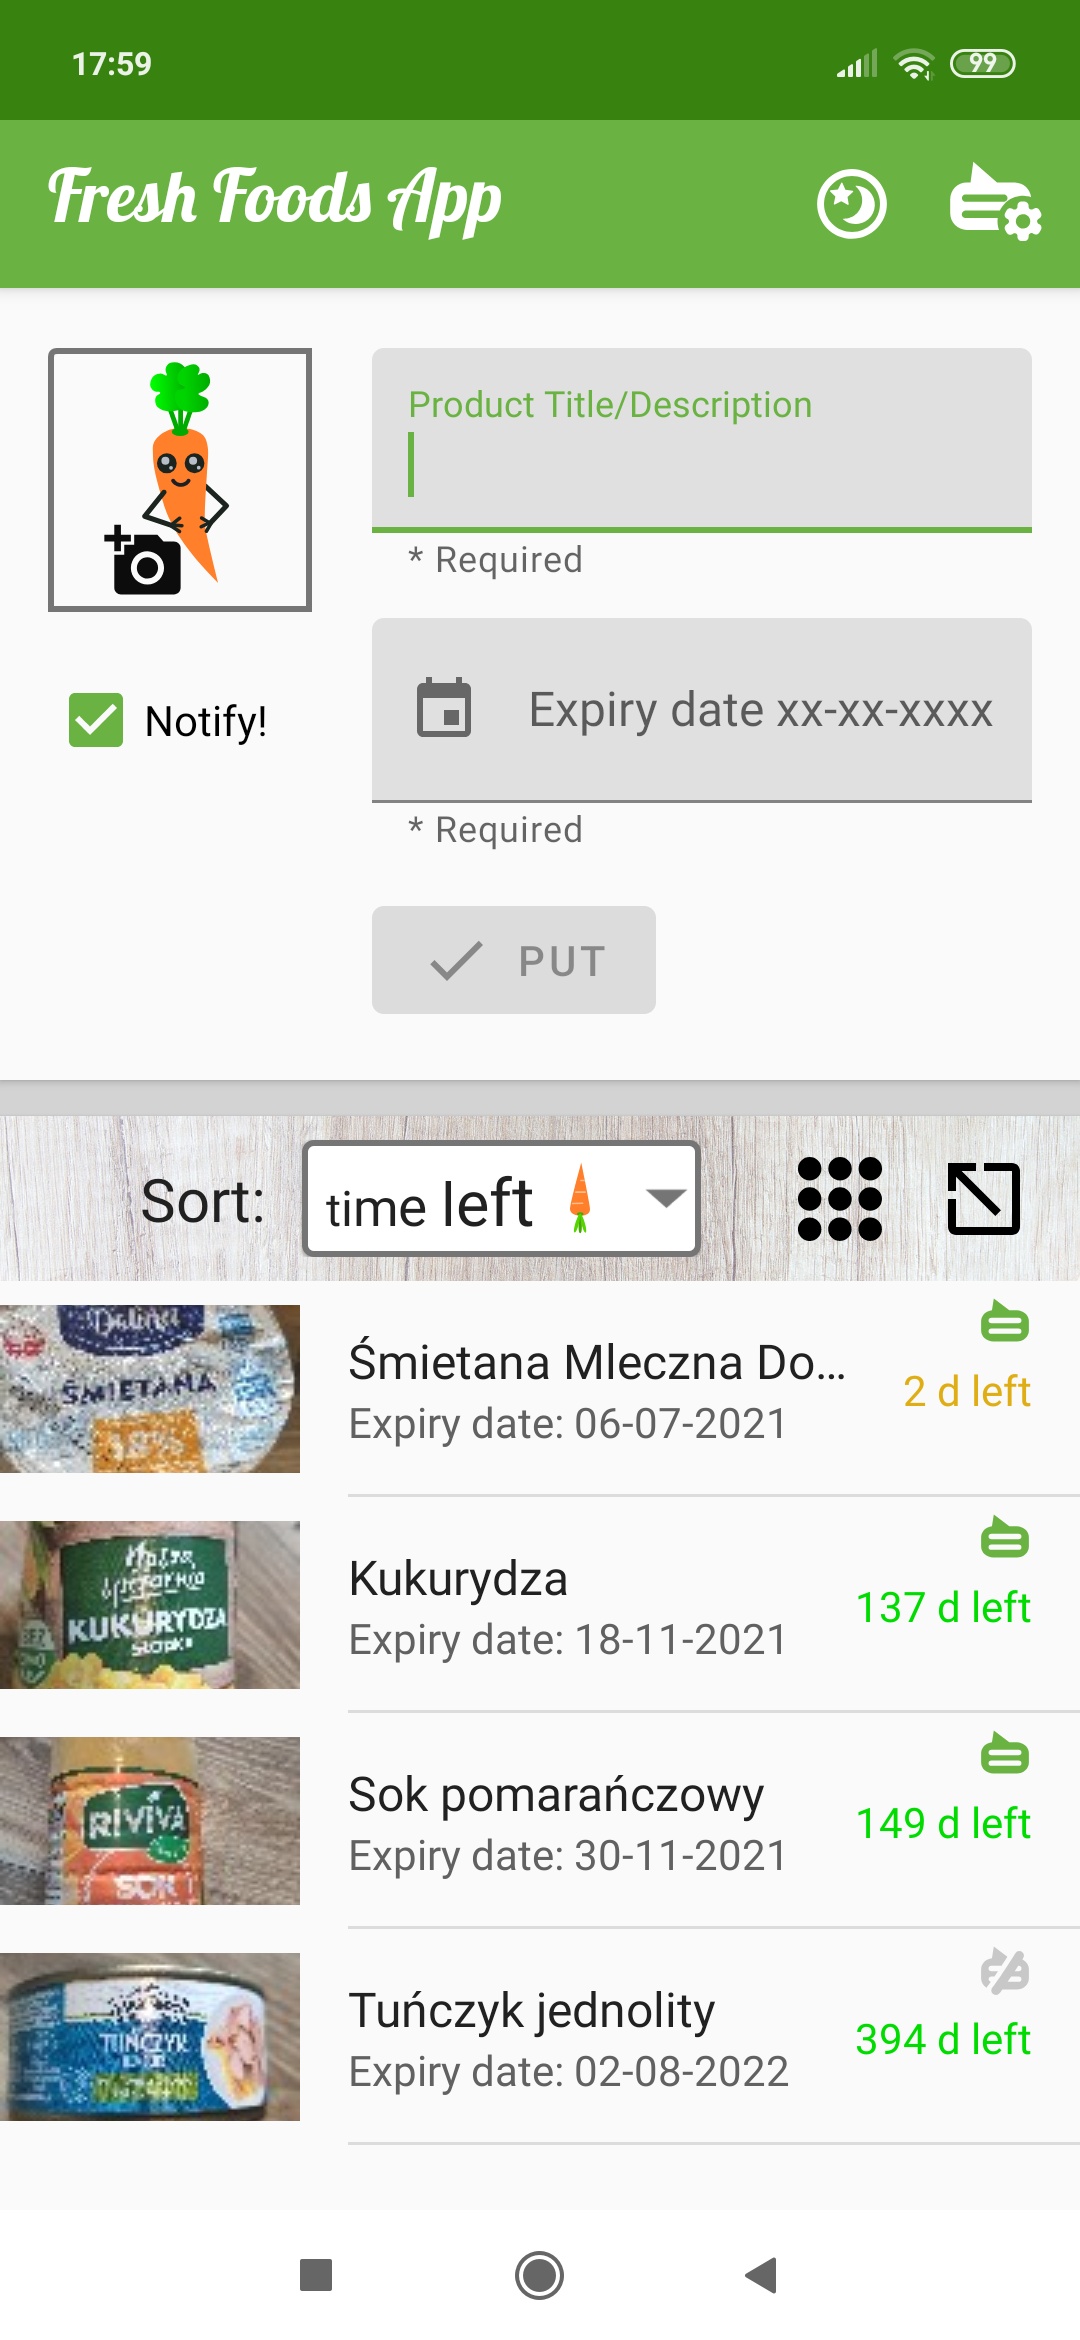 17:59
99
Fresh Foods App
Product Title/Description
* Required
Notify!
Expiry date xx-xx-xxxx
* Required
PUT
Sort:
time left
ŚMIETANA
Śmietana Mleczna Do...
2 d left
Expiry date: 06-07-2021
KUKURYDZA
Kukurydza
137 d left
Expiry date: 18-11-2021
RIVIVA
SOK
Sok pomarańczowy
149 d left
Expiry date: 30-11-2021
TUŃCZYK
Tuńczyk jednolity
394 d left
Expiry date: 02-08-2022